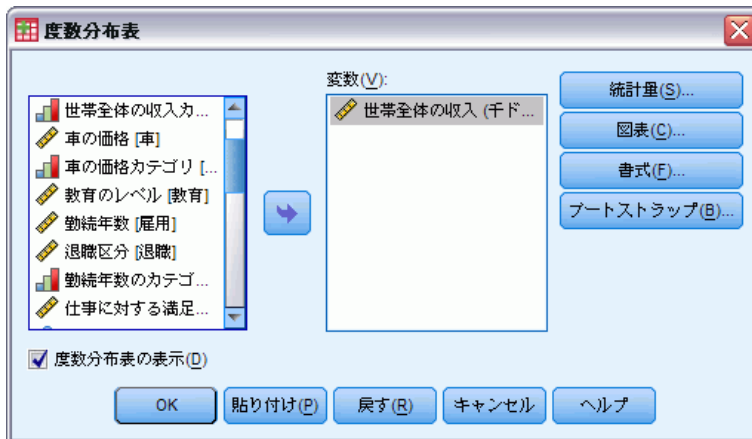 度数分布表
世帯全体の収入カ...
車の価格 [車]
車の価格カテゴリ [...
教育のレベル [教育]
勤続年数 [雇用]
退職区分 [退職]
勤続年数のカテゴ...
仕事に対する満足...
変数(V):
世帯全体の収入 (千ド...
統計量(S)...
図表(C)...
書式(F)...
ブートストラップ(B)...
度数分布表の表示(D)
OK
貼り付け(P)
戻す(R)
キャンセル
ヘルプ